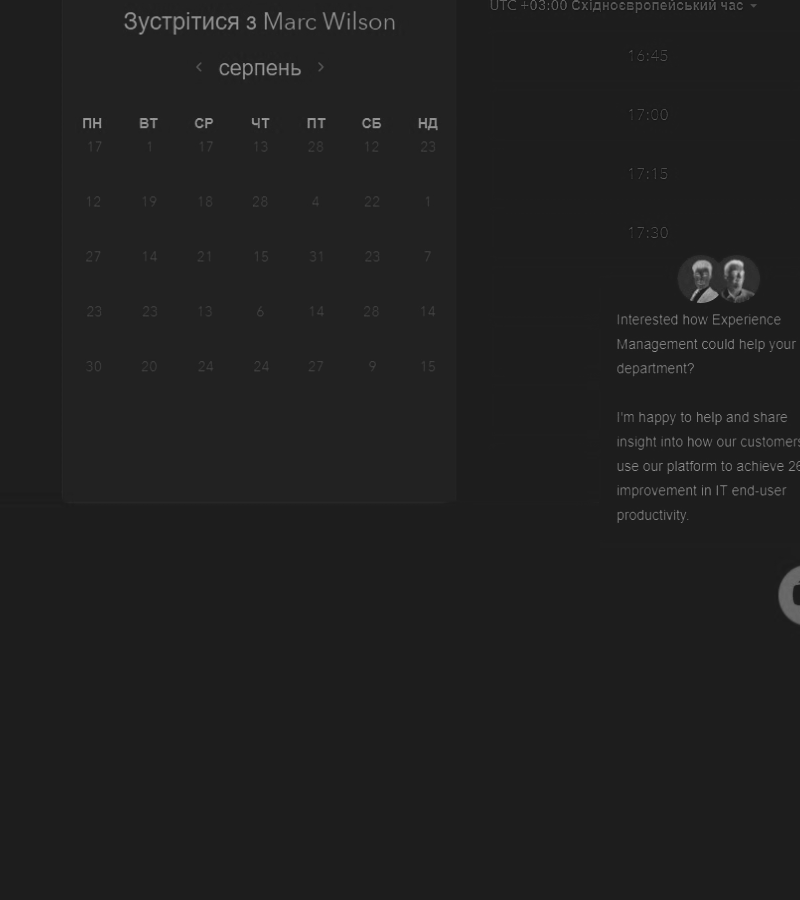 Зустрітися з Marc Wilson
серпень
ПН ВТ СР ЧТ ПТ СБ НД
17 1 17 13 28 12 23
12 19 18 28 4 22 1
27 14 21 15 31 23 7
23 23 13 6 14 28 14
30 20 24 24 27 9 15
UTC +03:00 Східноєвропейський час
16:45
17:00
17:15
17:30
Interested how Experience
Management could help your
department?
I'm happy to help and share
insight into how our customers
use our platform to achieve 26
improvement in IT end-user
productivity.